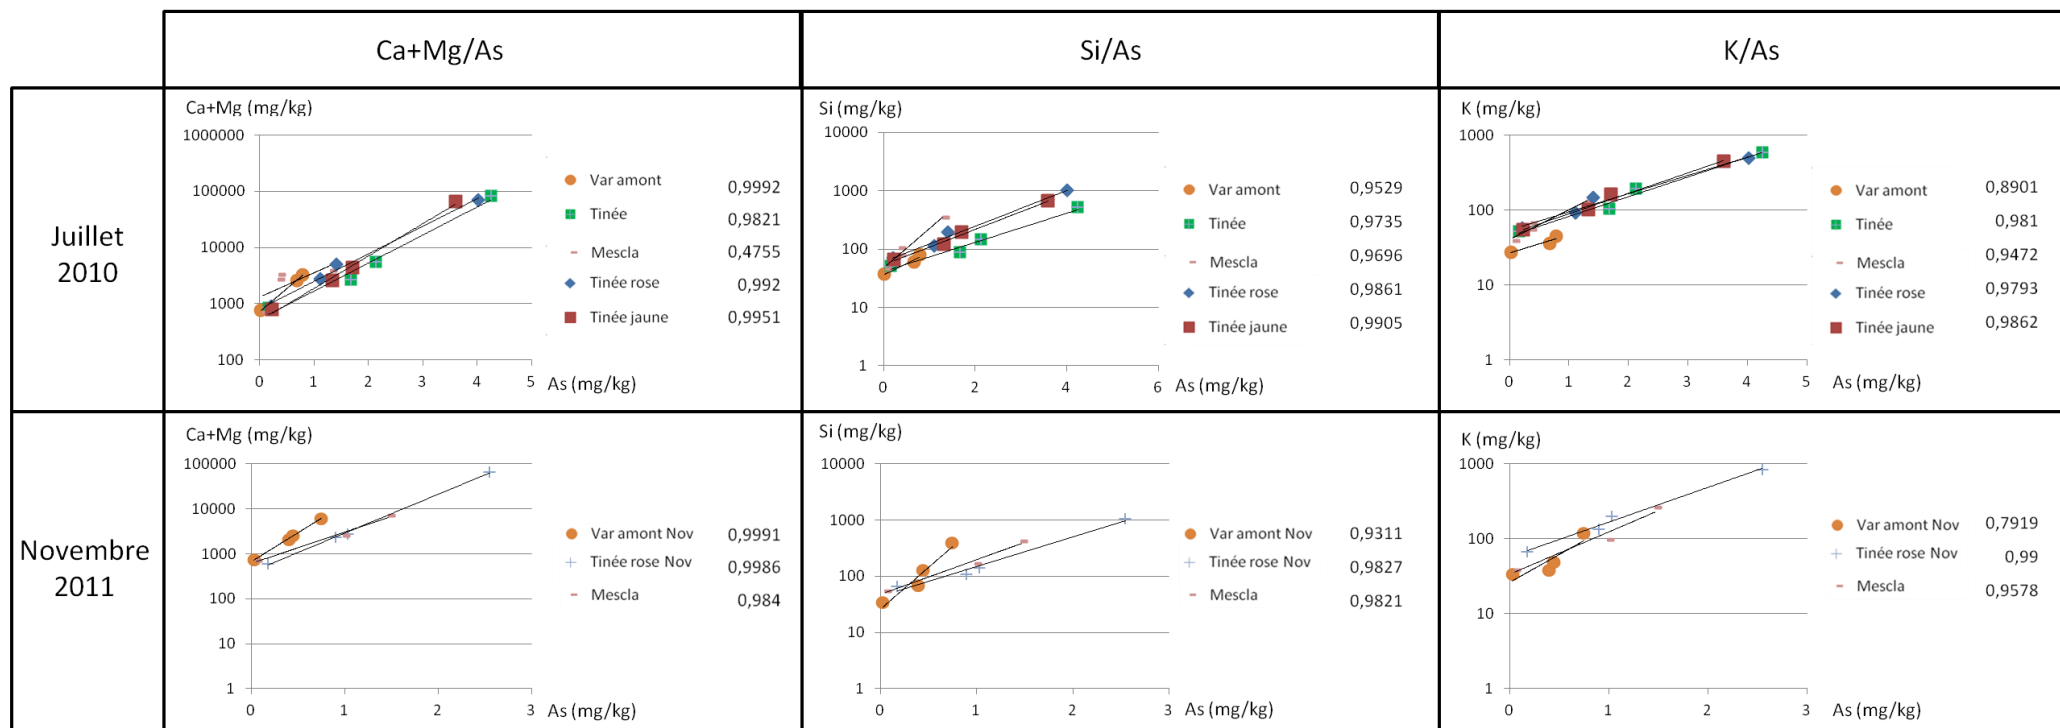 Ca+Mg/As
Si/As
K/As
Juillet
2010
Ca+Mg (mg/kg)
1000000
100000
10000
1000
100
0 1 2 3 4 5
As (mg/kg)
Var amont 0,9992
Tinée 0,9821
Mescla 0,4755
Tinée rose 0,992
Tinée jaune 0,9951
Si (mg/kg)
10000
1000
100
10
1
0 2 4 6
As (mg/kg)
Var amont 0,9529
Tinée 0,9735
Mescla 0,9696
Tinée rose 0,9861
Tinée jaune 0,9905
K (mg/kg)
1000
100
10
1
0 1 2 3 4 5
As (mg/kg)
Var amont 0,8901
Tinée 0,981
Mescla 0,9472
Tinée rose 0,9793
Tinée jaune 0,9862
Novembre
2011
Ca+Mg (mg/kg)
100000
10000
1000
100
10
1
0 1 2 3
As (mg/kg)
Var amont Nov 0,9991
Tinée rose Nov 0,9986
Mescla 0,984
Si (mg/kg)
10000
1000
100
10
1
0 1 2 3
As (mg/kg)
Var amont Nov 0,9311
Tinée rose Nov 0,9827
Mescla 0,9821
K (mg/kg)
1000
100
10
1
0 1 2 3
As (mg/kg)
Var amont Nov 0,7919
Tinée rose Nov 0,99
Mescla 0,9578